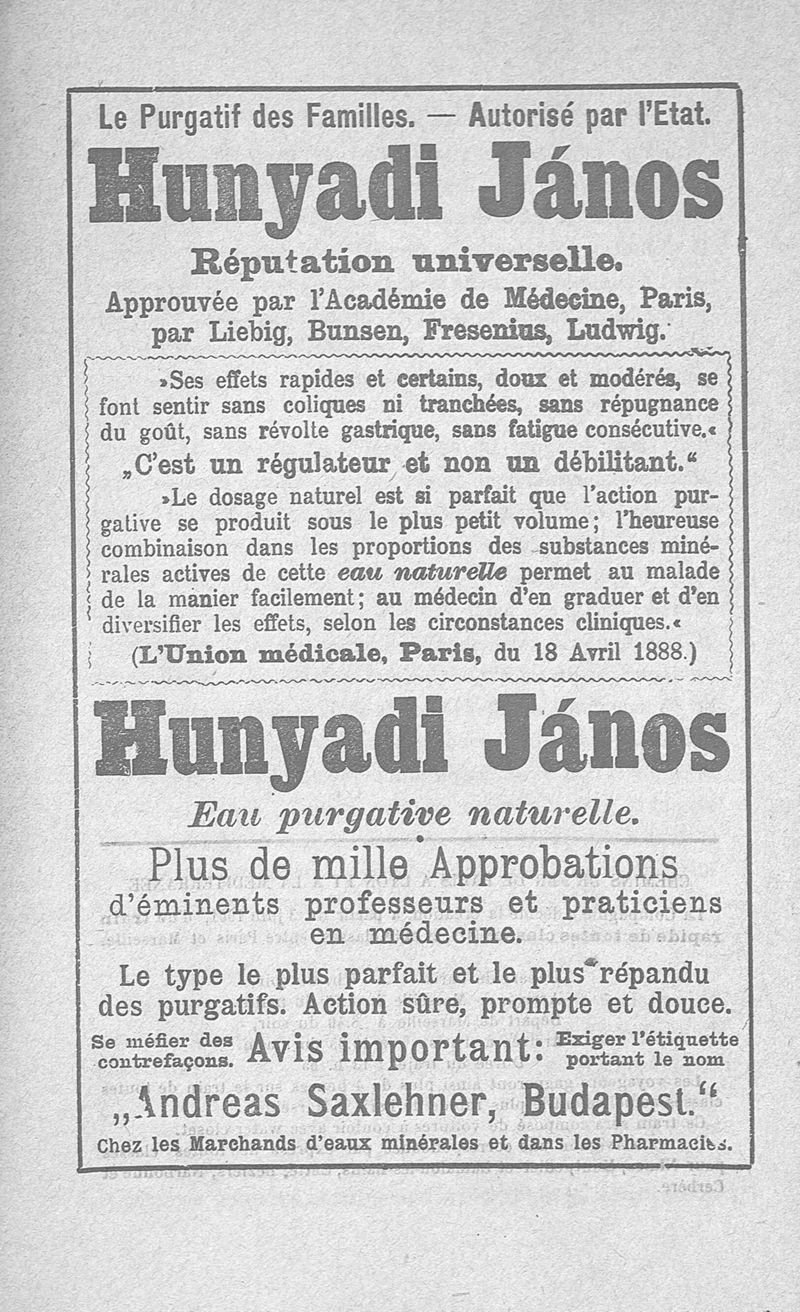 Le Purgatif des Familles. — Autorisé par l'Etat.
Hunyadi János
Réputation universelle.
Approuvée par l'Académie de Médecine, Paris,
par Liebig, Bunsen, Fresenius, Ludwig.
»Ses effets rapides et certains, doux et modérés, se
font sentir sans coliques ni tranchées, sans répugnance
du goût, sans révolte gastrique, sans fatigue consécutive.«
„C'est un régulateur et non un débilitant.“
»Le dosage naturel est si parfait que l'action pur-
gative se produit sous le plus petit volume; l'heureuse
combinaison dans les proportions des substances miné-
rales actives de cette eau naturelle permet au malade
de la manier facilement; au médecin d'en graduer et d'en
diversifier les effets, selon les circonstances cliniques.«
(L'Union médicale, Paris, du 18 Avril 1888.)
Hunyadi János
Eau purgative naturelle.
Plus de mille Approbations
d'éminents professeurs et praticiens
en médecine.
Le type le plus parfait et le plus répandu
des purgatifs. Action sûre, prompte et douce.
Se méfier des
contrefaçons.
Avis important:
Exiger l'étiquette
portant le nom
„Andreas Saxlehner, Budapest.“
Chez les Marchands d'eaux minérales et dans les Pharmacies.